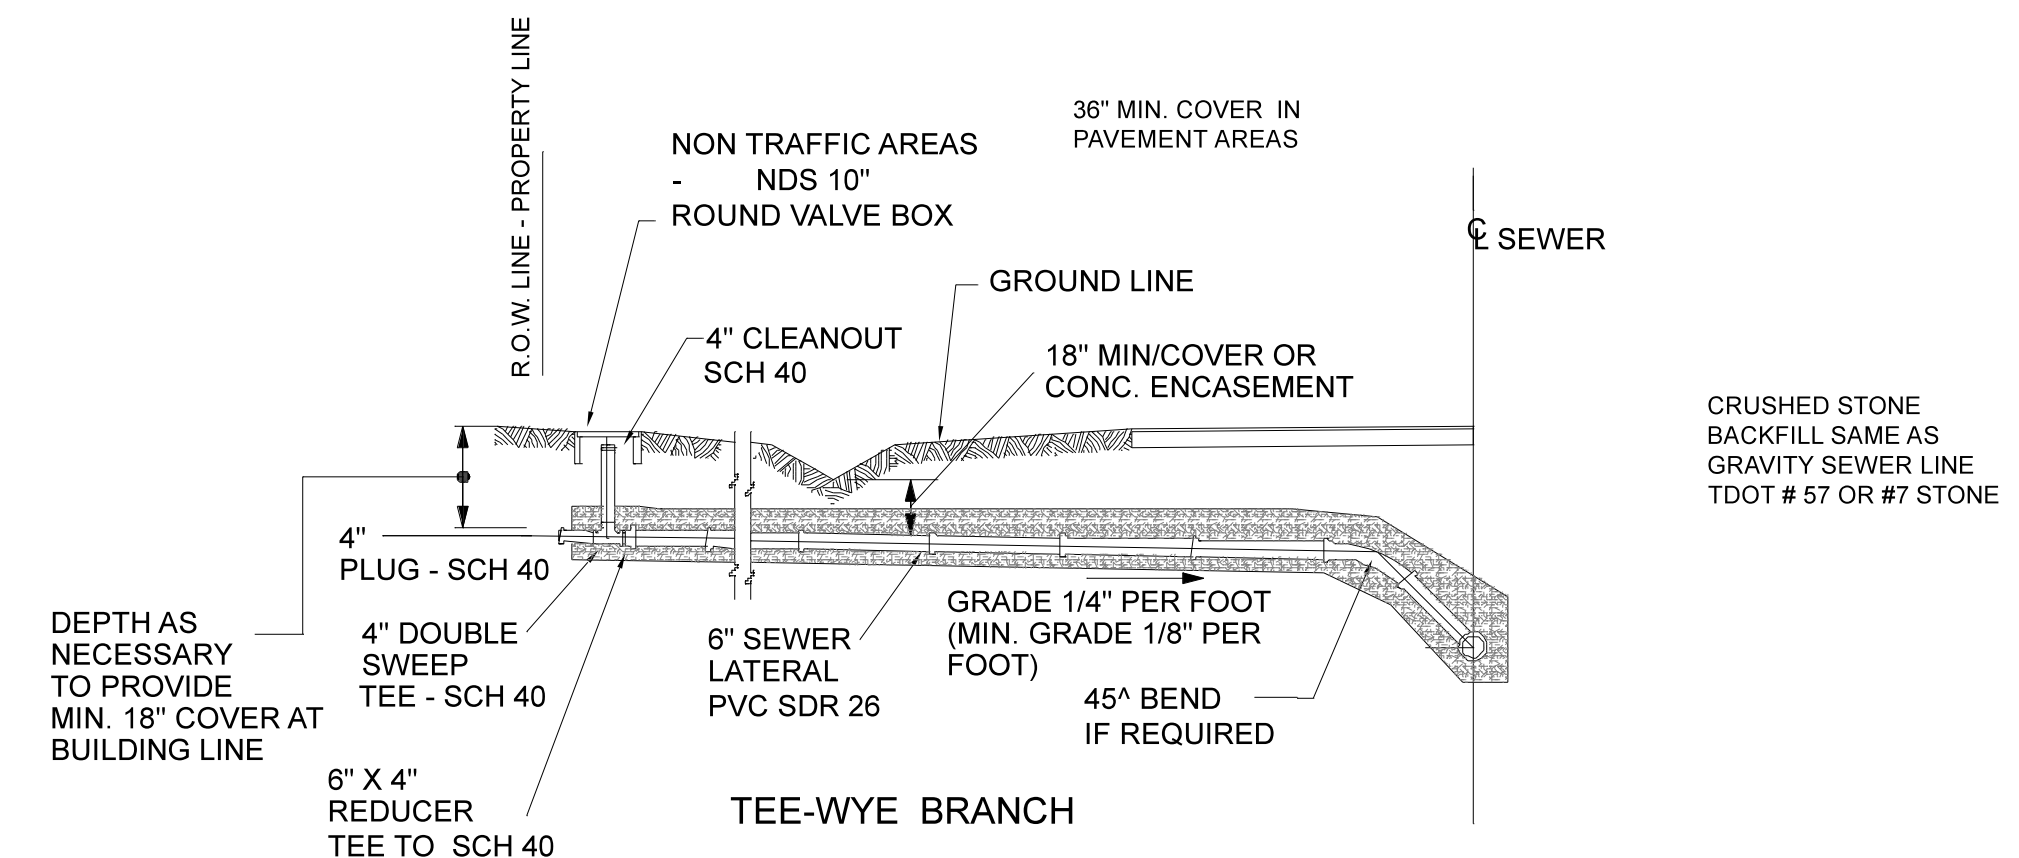 R.O.W. LINE - PROPERTY LINE
36" MIN. COVER IN
PAVEMENT AREAS
NON TRAFFIC AREAS
- NDS 10"
ROUND VALVE BOX
℄ SEWER
GROUND LINE
4" CLEANOUT
SCH 40
18" MIN/COVER OR
CONC. ENCASEMENT
CRUSHED STONE
BACKFILL SAME AS
GRAVITY SEWER LINE
TDOT # 57 OR #7 STONE
4"
PLUG - SCH 40
DEPTH AS
NECESSARY
TO PROVIDE
MIN. 18" COVER AT
BUILDING LINE
4" DOUBLE
SWEEP
TEE - SCH 40
6" SEWER
LATERAL
PVC SDR 26
GRADE 1/4" PER FOOT
(MIN. GRADE 1/8" PER
FOOT)
45^ BEND
IF REQUIRED
6" X 4"
REDUCER
TEE TO SCH 40
TEE-WYE BRANCH